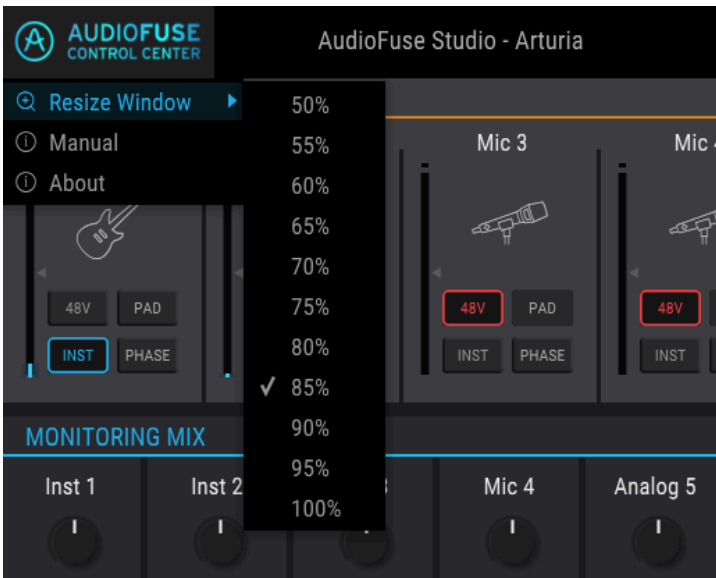 AUDIOFUSE
CONTROL CENTER
AudioFuse Studio - Arturia
Resize Window
Manual
About
50%
55%
60%
65%
70%
75%
80%
85%
90%
95%
100%
Mic 3
Mic
48V PAD
INST PHASE
48V PAD
INST PHASE
48V
INST
MONITORING MIX
Inst 1
Inst 2
Mic 4
Analog 5